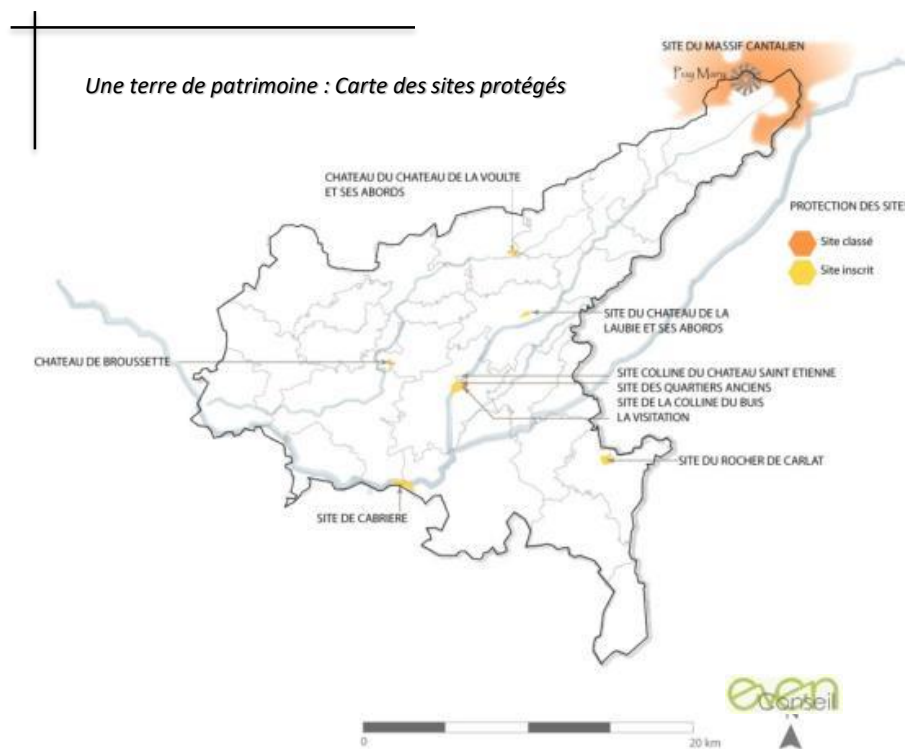 Une terre de patrimoine : Carte des sites protégés
SITE DU MASSIF CANTALIEN
Puy Mary
CHATEAU DU CHATEAU DE LA VOULTE
ET SES ABORDS
PROTECTION DES SITES
Site classé
Site inscrit
SITE DU CHATEAU DE LA
LAUBIE ET SES ABORDS
CHATEAU DE BROUSSETTE
SITE COLLINE DU CHATEAU SAINT ETIENNE
SITE DES QUARTIERS ANCIENS
SITE DE LA COLLINE DU BUIS
LA VISITATION
SITE DU ROCHER DE CARLAT
SITE DE CABRIERE
even
Conseil
N
0
20 km